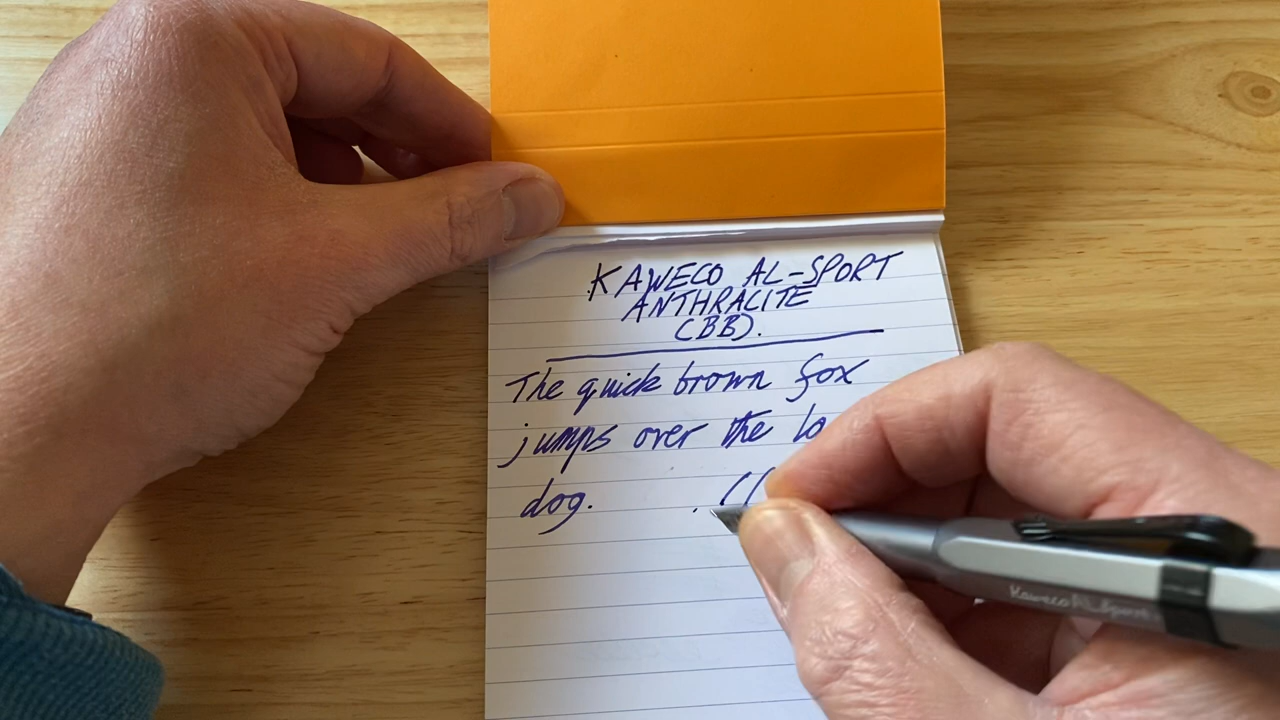 KAWECO AL-SPORT
ANTHRACITE
(BB).
The quick brown fox
jumps over the
dog.
Kaweco AL Sport